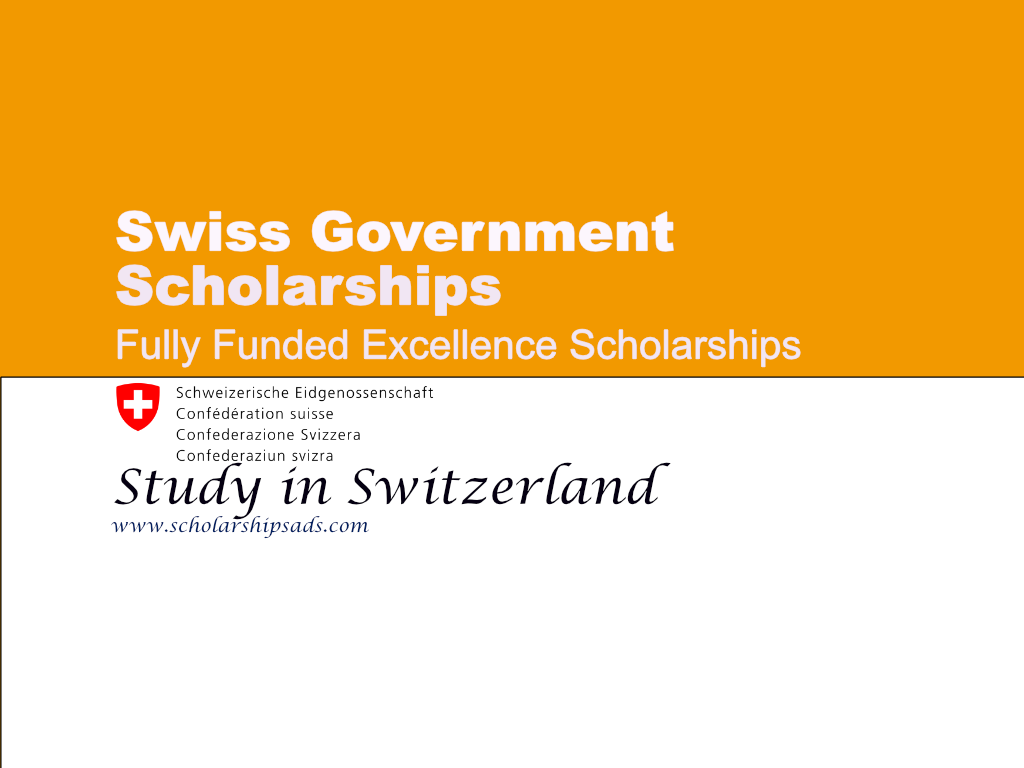 Swiss Government
Scholarships
Fully Funded Excellence Scholarships
Schweizerische Eidgenossenschaft
Confédération suisse
Confederazione Svizzera
Confederaziun svizra
Study in Switzerland
www.scholarshipsads.com